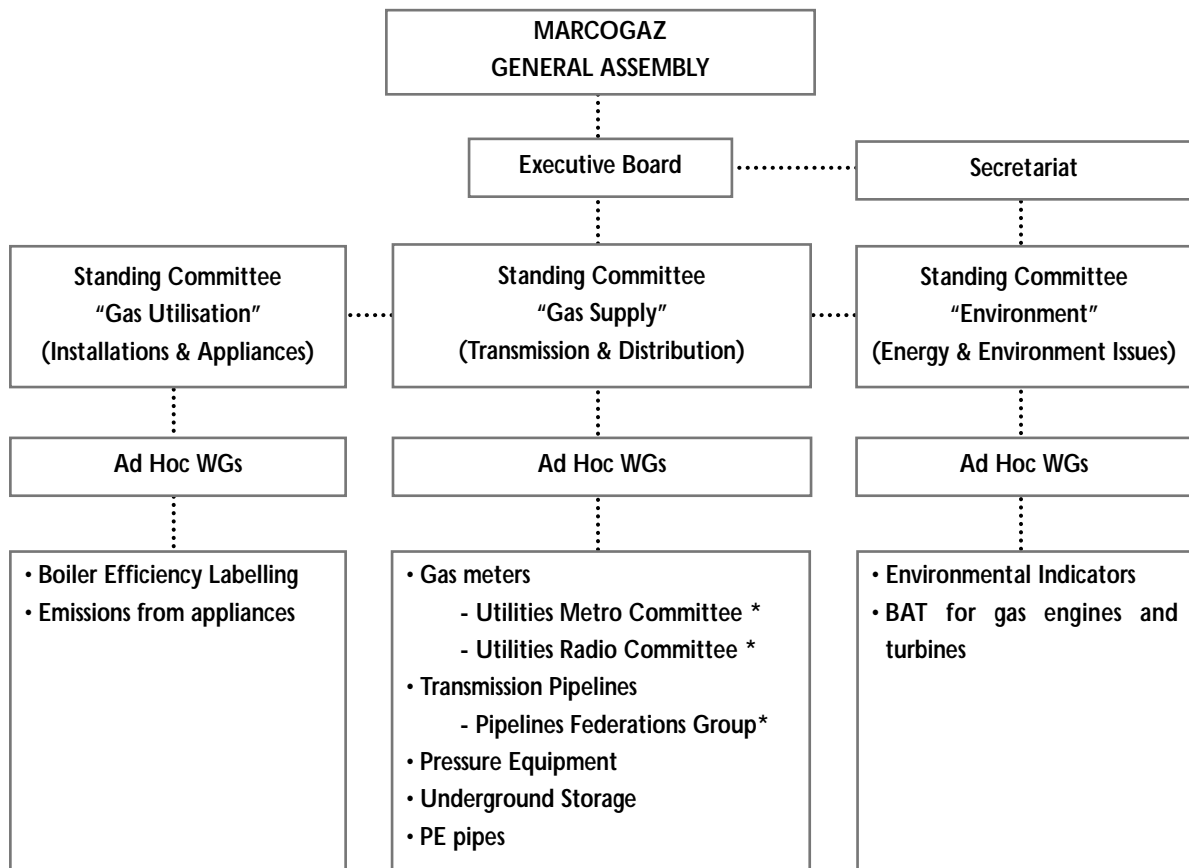 MARCOGAZ
GENERAL ASSEMBLY
Executive Board
Secretariat
Standing Committee
“Gas Utilisation”
(Installations & Appliances)
Standing Committee
“Gas Supply”
(Transmission & Distribution)
Standing Committee
“Environment”
(Energy & Environment Issues)
Ad Hoc WGs
Ad Hoc WGs
Ad Hoc WGs
• Boiler Efficiency Labelling
• Emissions from appliances
• Gas meters
- Utilities Metro Committee *
- Utilities Radio Committee *
• Transmission Pipelines
- Pipelines Federations Group*
• Pressure Equipment
• Underground Storage
• PE pipes
• Environmental Indicators
• BAT for gas engines and
turbines